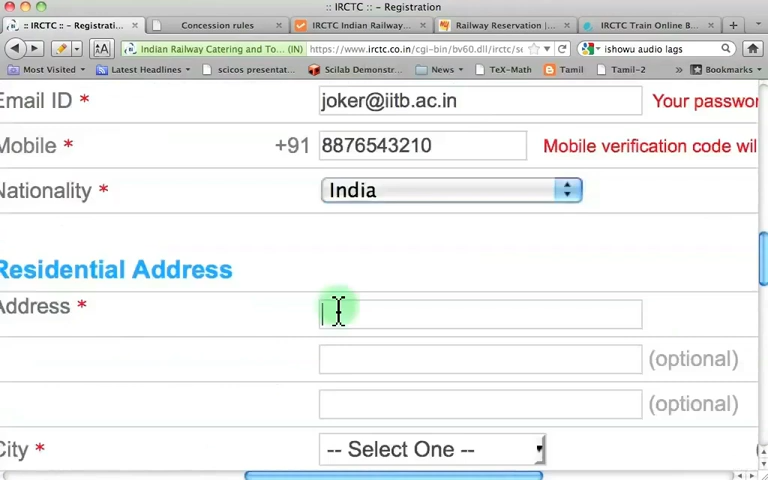 IRCTC - Registration
:: IRCTC - Registrati...
Concession rules
IRCTC Indian Railway...
Railway Reservation |...
IRCTC Train Online B...
Indian Railway Catering and To... (IN)
https://www.irctc.co.in/cgi-bin/bv60.dll/irctc/se
ishowu audio lags
Most Visited
Latest Headlines
scicos presentat...
Scilab Demonstr...
News
TeX-Math
Tamil
Tamil-2
»
Bookmarks
Email ID *
joker@iitb.ac.in
Your passwor
Mobile *
+91
8876543210
Mobile verification code wil
Nationality *
India
Residential Address
Address *
(optional)
(optional)
City *
-- Select One --